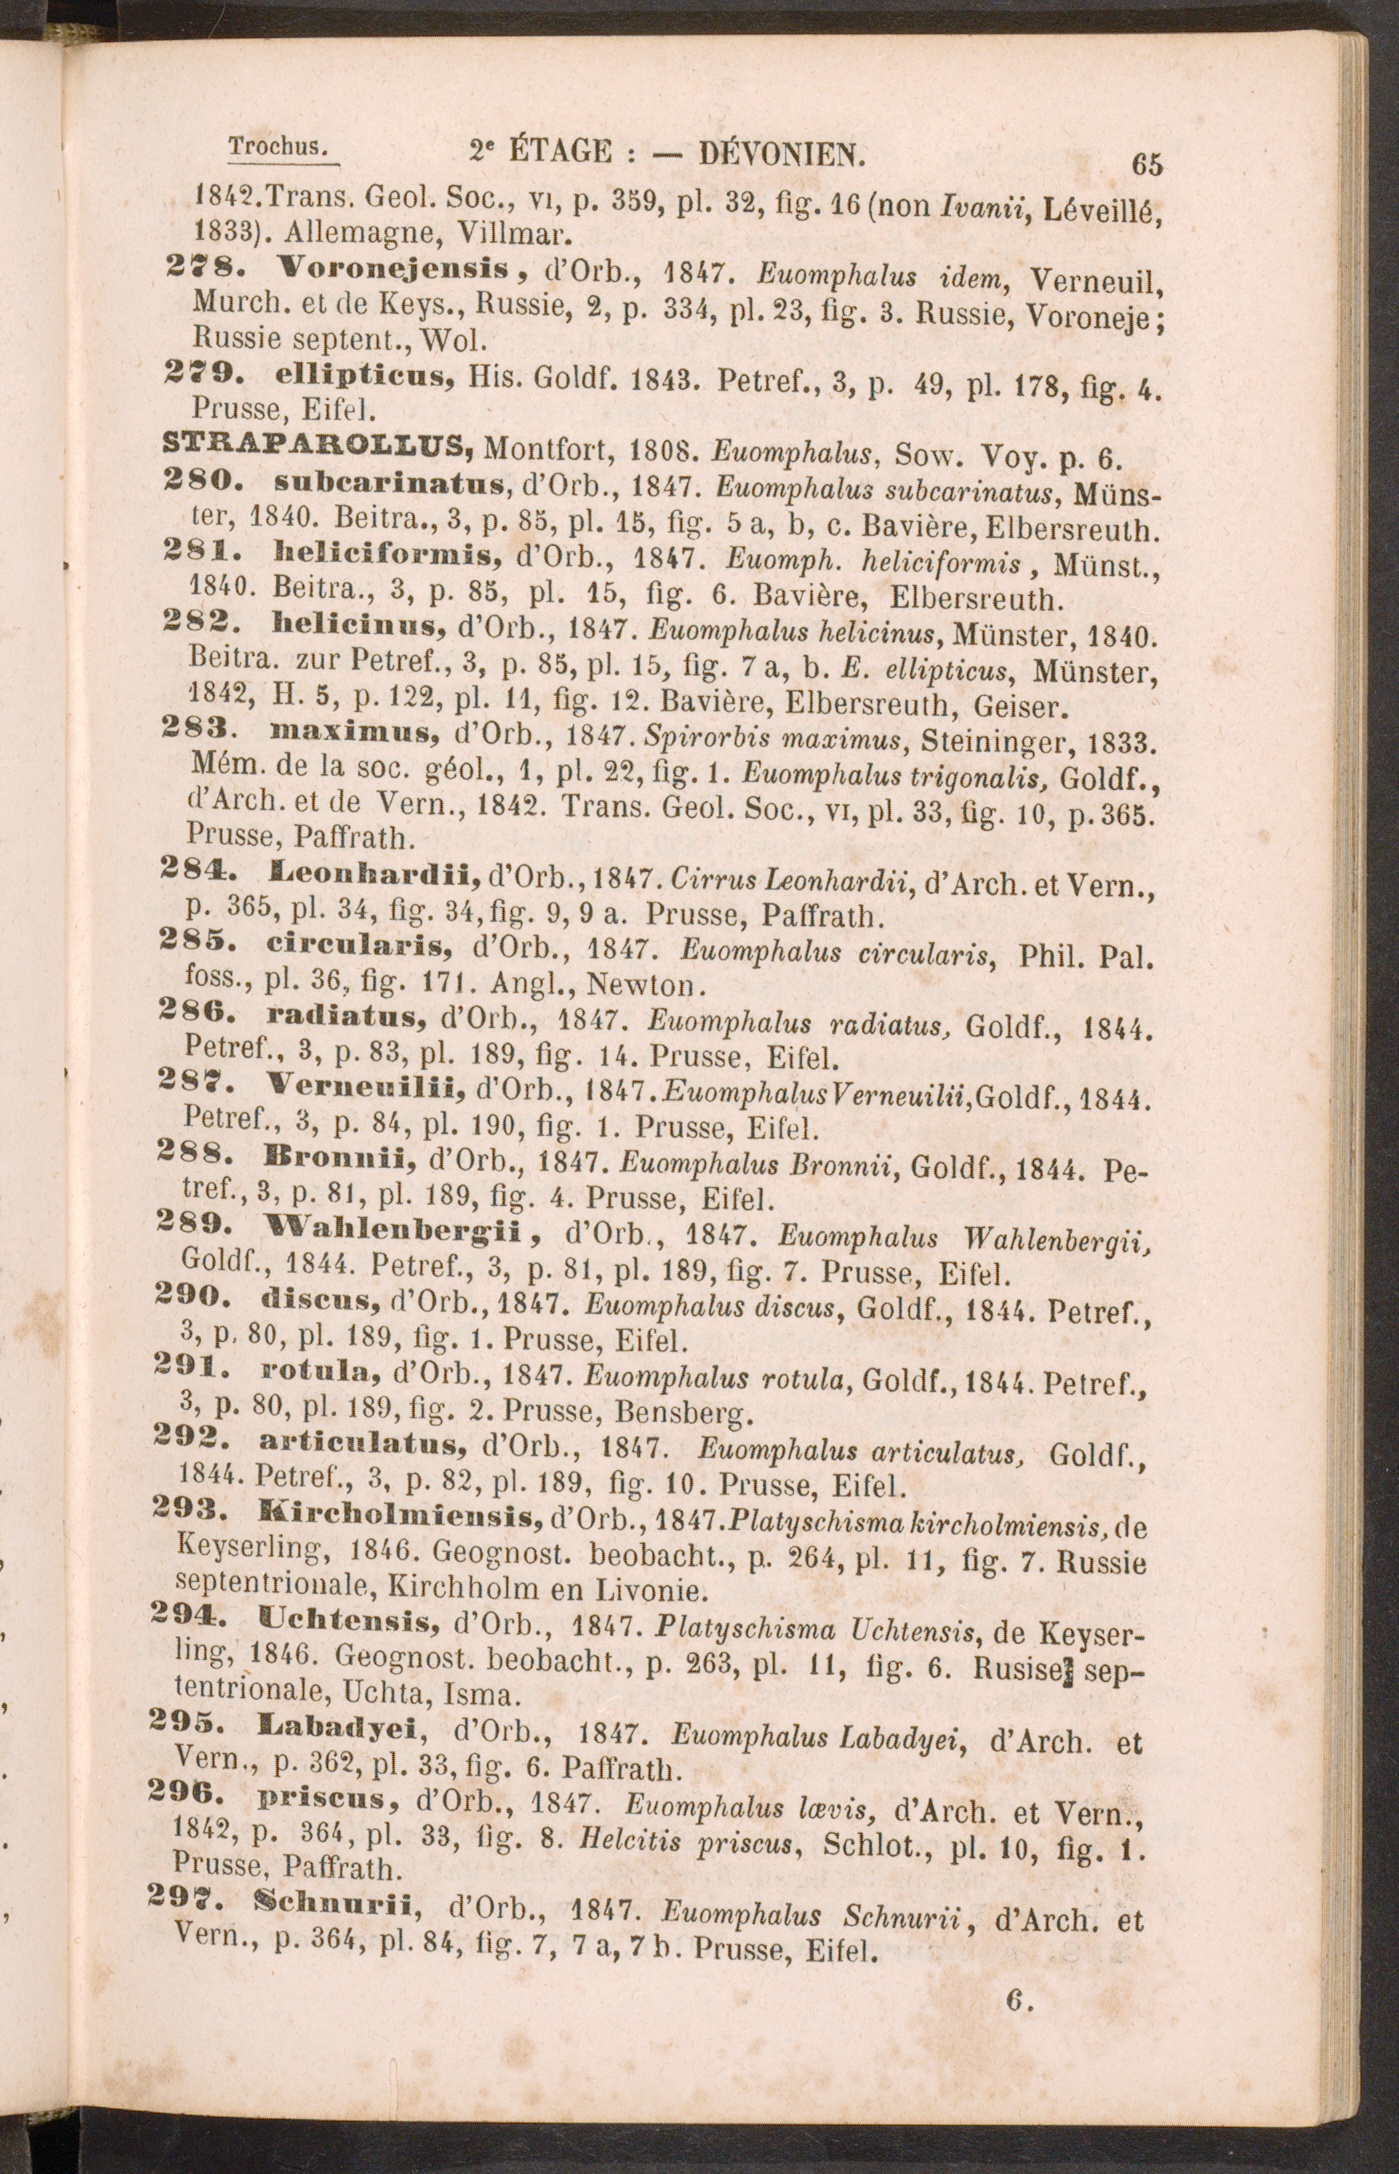 Trochus. 2e ÉTAGE : — DÉVONIEN. 65
1842.Trans. Geol. Soc., VI, p. 359, pl. 32, fig. 16 (non Ivanii, Léveillé,
1833). Allemagne, Villmar.
278. Voronejensis, d'Orb., 1847. Euomphalus idem, Verneuil,
Murch. et de Keys., Russie, 2, p. 334, pl. 23, fig. 3. Russie, Voroneje;
Russie septent., Wol.
279. ellipticus, His. Goldf. 1843. Petref., 3, p. 49, pl. 178, fig. 4.
Prusse, Eifel.
STRAPAROLLUS, Montfort, 1808. Euomphalus, Sow. Voy. p. 6.
280. subcarinatus, d'Orb., 1847. Euomphalus subcarinatus, Müns-
ter, 1840. Beitra., 3, p. 85, pl. 15, fig. 5 a, b, c. Bavière, Elbersreuth.
281. heliciformis, d'Orb., 1847. Euomph. heliciformis, Münst.,
1840. Beitra., 3, p. 85, pl. 15, fig. 6. Bavière, Elbersreuth.
282. helicinus, d'Orb., 1847. Euomphalus helicinus, Münster, 1840.
Beitra. zur Petref., 3, p. 85, pl. 15, fig. 7 a, b. E. ellipticus, Münster,
1842, H. 5, p. 122, pl. 11, fig. 12. Bavière, Elbersreuth, Geiser.
283. maximus, d'Orb., 1847. Spirorbis maximus, Steininger, 1833.
Mém. de la soc. géol., 1, pl. 22, fig. 1. Euomphalus trigonalis, Goldf.,
d'Arch. et de Vern., 1842. Trans. Geol. Soc., VI, pl. 33, fig. 10, p. 365.
Prusse, Paffrath.
284. Leonhardii, d'Orb., 1847. Cirrus Leonhardii, d'Arch. et Vern.,
p. 365, pl. 34, fig. 34, fig. 9, 9 a. Prusse, Paffrath.
285. circularis, d'Orb., 1847. Euomphalus circularis, Phil. Pal.
foss., pl. 36, fig. 171. Angl., Newton.
286. radiatus, d'Orb., 1847. Euomphalus radiatus, Goldf., 1844.
Petref., 3, p. 83, pl. 189, fig. 14. Prusse, Eifel.
287. Verneuilii, d'Orb., 1847. Euomphalus Verneuilii, Goldf., 1844.
Petref., 3, p. 84, pl. 190, fig. 1. Prusse, Eifel.
288. Bronnii, d'Orb., 1847. Euomphalus Bronnii, Goldf., 1844. Pe-
tref., 3, p. 81, pl. 189, fig. 4. Prusse, Eifel.
289. Wahlenbergii, d'Orb., 1847. Euomphalus Wahlenbergii,
Goldf., 1844. Petref., 3, p. 81, pl. 189, fig. 7. Prusse, Eifel.
290. discus, d'Orb., 1847. Euomphalus discus, Goldf., 1844. Petref.,
3, p. 80, pl. 189, fig. 1. Prusse, Eifel.
291. rotula, d'Orb., 1847. Euomphalus rotula, Goldf., 1844. Petref.,
3, p. 80, pl. 189, fig. 2. Prusse, Bensberg.
292. articulatus, d'Orb., 1847. Euomphalus articulatus, Goldf.,
1844. Petref., 3, p. 82, pl. 189, fig. 10. Prusse, Eifel.
293. Kircholmiensis, d'Orb., 1847. Platyschisma kircholmiensis, de
Keyserling, 1846. Geognost. beobacht., p. 264, pl. 11, fig. 7. Russie
septentrionale, Kirchholm en Livonie.
294. Uchtensis, d'Orb., 1847. Platyschisma Uchtensis, de Keyser-
ling, 1846. Geognost. beobacht., p. 263, pl. 11, fig. 6. Rusise sep-
tentrionale, Uchta, Isma.
295. Labadyei, d'Orb., 1847. Euomphalus Labadyei, d'Arch. et
Vern., p. 362, pl. 33, fig. 6. Paffrath.
296. priscus, d'Orb., 1847. Euomphalus lævis, d'Arch. et Vern.,
1842, p. 364, pl. 33, fig. 8. Helcitis priscus, Schlot., pl. 10, fig. 1.
Prusse, Paffrath.
297. Schnurii, d'Orb., 1847. Euomphalus Schnurii, d'Arch. et
Vern., p. 364, pl. 84, fig. 7, 7 a, 7 b. Prusse, Eifel.
6.